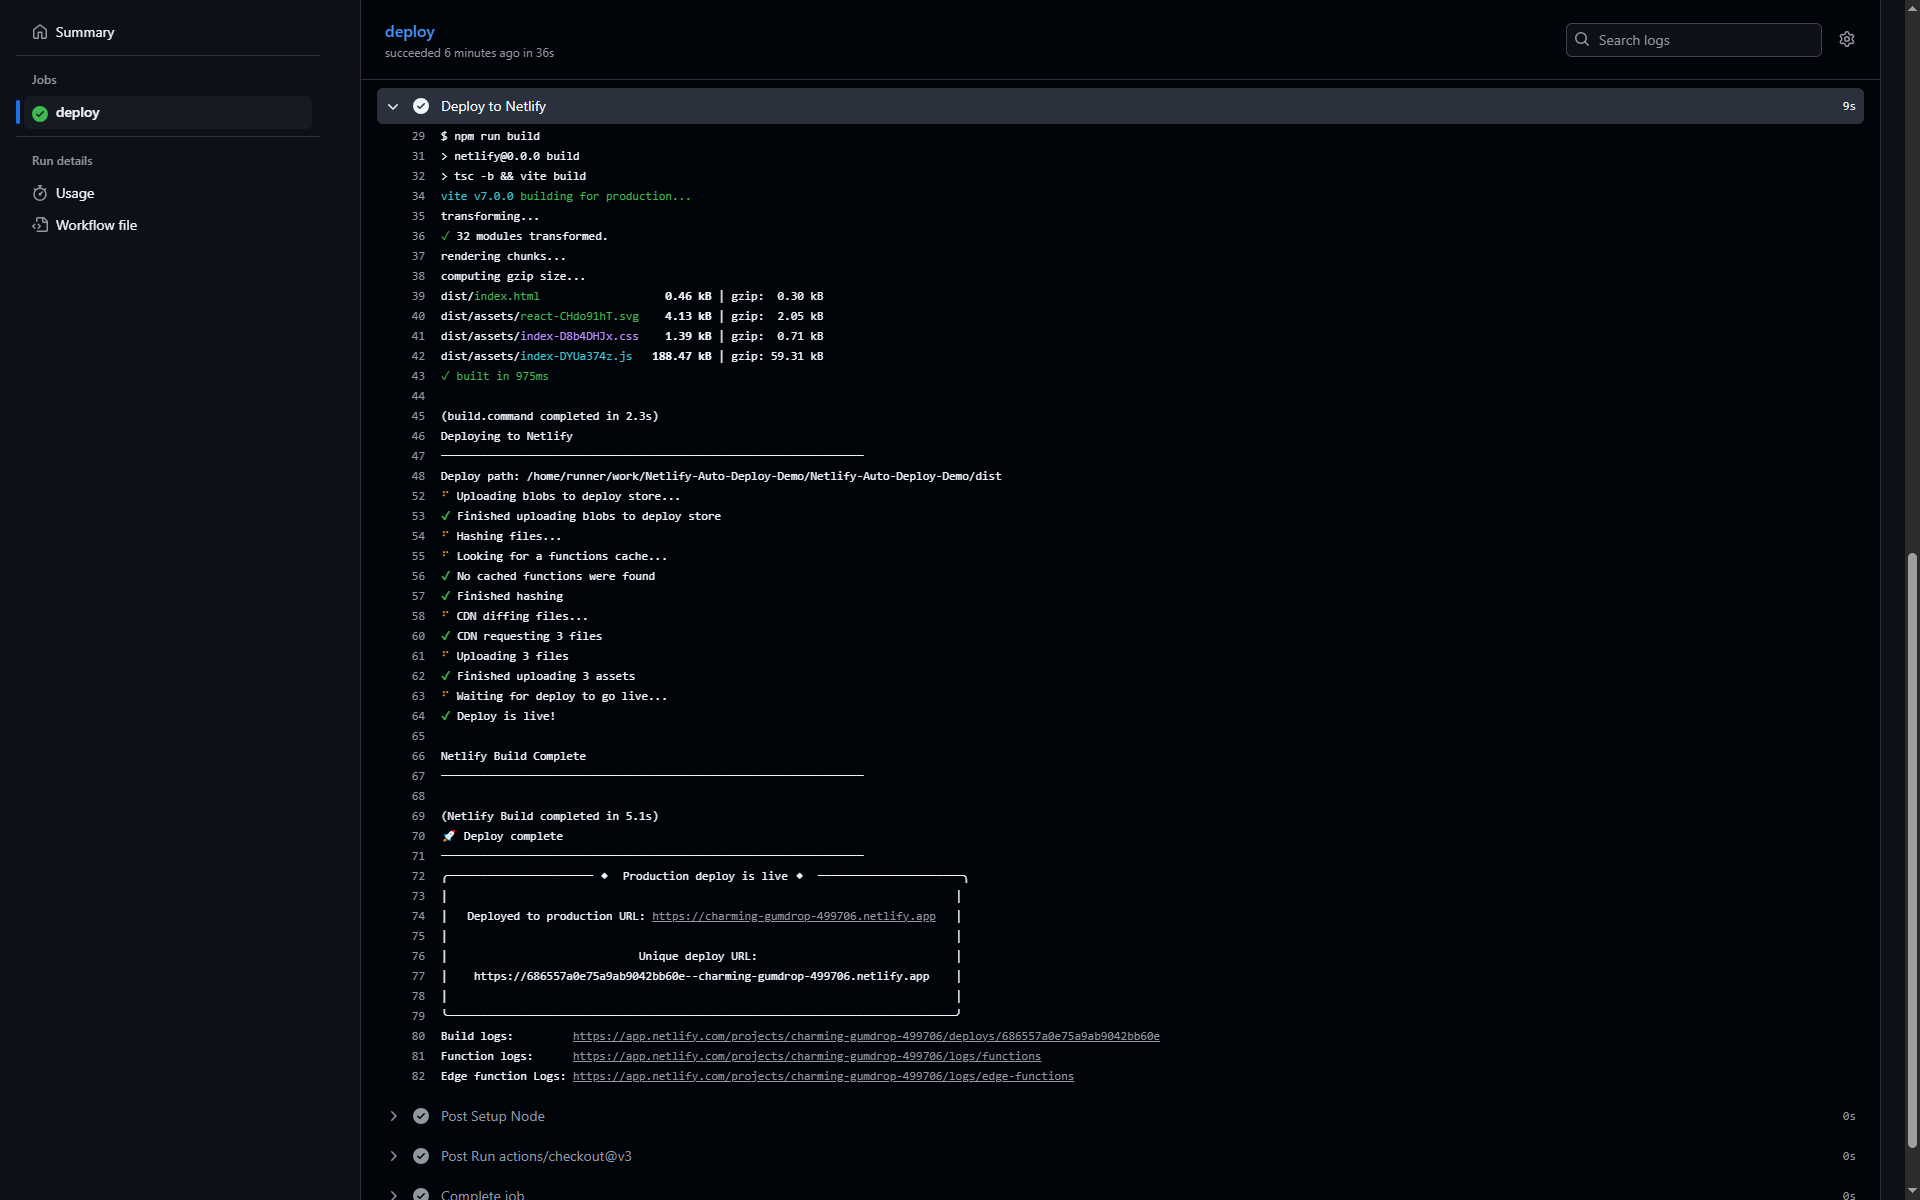 Summary
Jobs
deploy
Run details
Usage
Workflow file
deploy
succeeded 6 minutes ago in 36s
Search logs
Deploy to Netlify 9s
29 $ npm run build
31 > netlify@0.0.0 build
32 > tsc -b && vite build
34 vite v7.0.0 building for production...
35 transforming...
36 ✓ 32 modules transformed.
37 rendering chunks...
38 computing gzip size...
39 dist/index.html 0.46 kB | gzip: 0.30 kB
40 dist/assets/react-CHdo91hT.svg 4.13 kB | gzip: 2.05 kB
41 dist/assets/index-D8b4DHJx.css 1.39 kB | gzip: 0.71 kB
42 dist/assets/index-DYUa374z.js 188.47 kB | gzip: 59.31 kB
43 ✓ built in 975ms
44
45 (build.command completed in 2.3s)
46 Deploying to Netlify
47
48 Deploy path: /home/runner/work/Netlify-Auto-Deploy-Demo/Netlify-Auto-Deploy-Demo/dist
52 Uploading blobs to deploy store...
53 ✔ Finished uploading blobs to deploy store
54 Hashing files...
55 Looking for a functions cache...
56 ✔ No cached functions were found
57 ✔ Finished hashing
58 CDN diffing files...
60 ✔ CDN requesting 3 files
61 Uploading 3 files
62 ✔ Finished uploading 3 assets
63 Waiting for deploy to go live...
64 ✔ Deploy is live!
65
66 Netlify Build Complete
67
68
69 (Netlify Build completed in 5.1s)
70 🚀 Deploy complete
71
72 ⬥ Production deploy is live ⬥
73
74 Deployed to production URL: https://charming-gumdrop-499706.netlify.app
75
76 Unique deploy URL:
77 https://686557a0e75a9ab9042bb60e--charming-gumdrop-499706.netlify.app
78
79
80 Build logs: https://app.netlify.com/projects/charming-gumdrop-499706/deploys/686557a0e75a9ab9042bb60e
81 Function logs: https://app.netlify.com/projects/charming-gumdrop-499706/logs/functions
82 Edge function Logs: https://app.netlify.com/projects/charming-gumdrop-499706/logs/edge-functions
Post Setup Node 0s
Post Run actions/checkout@v3 0s
Complete job 0s